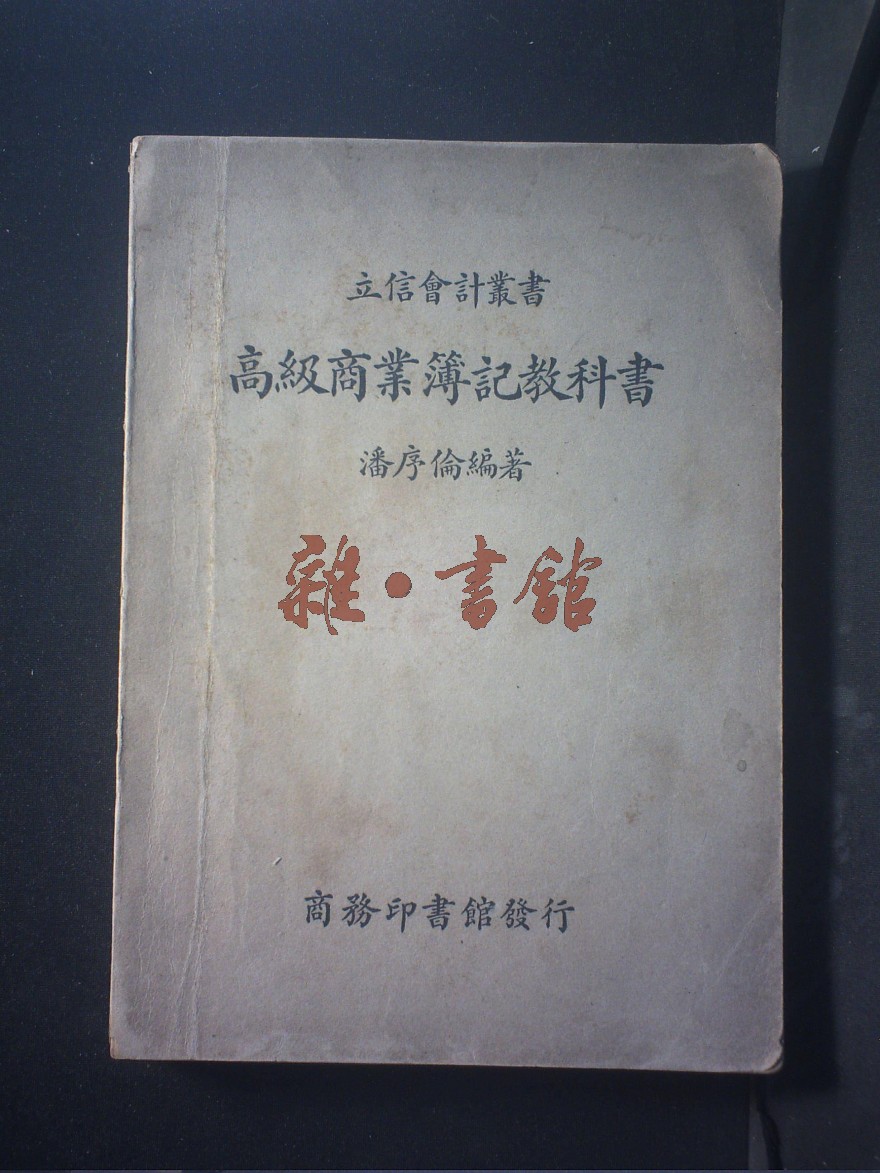 立信會計叢書
高級商業簿記教科書
潘序倫編著
雜·書館
商務印書館發行